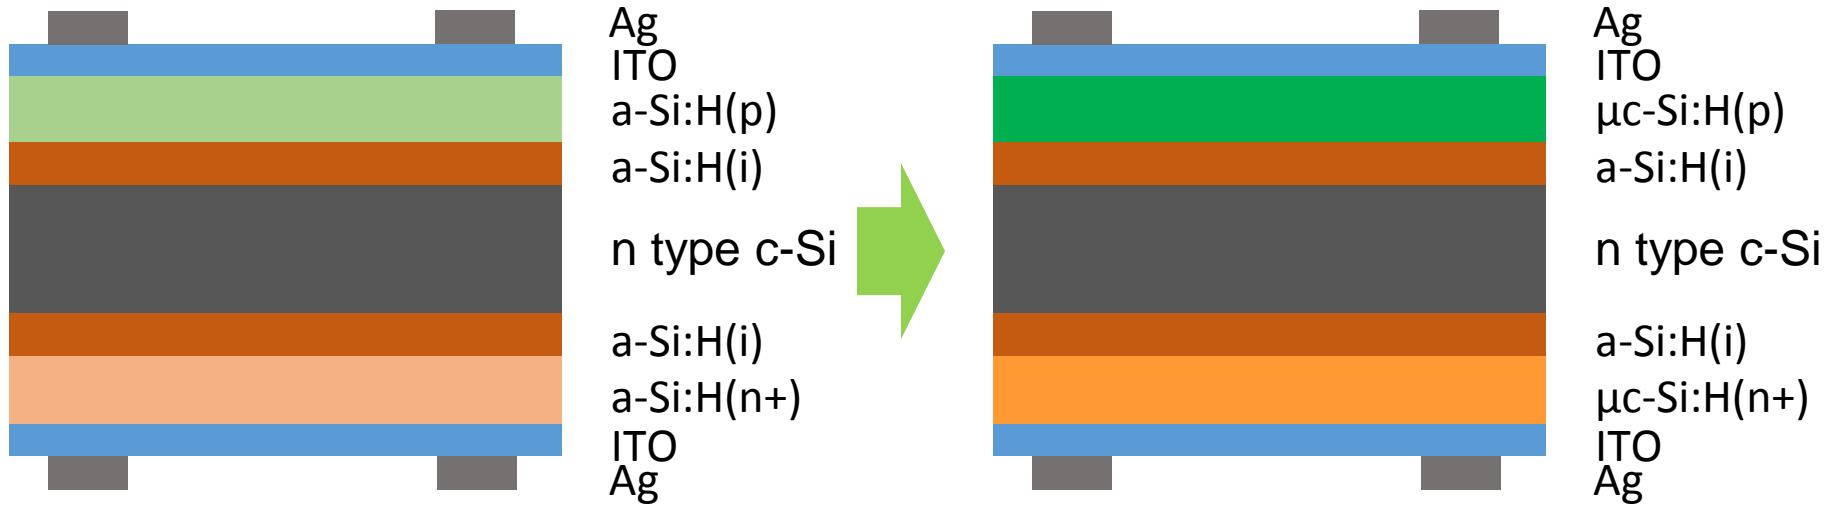 Ag
ITO
a-Si:H(p)
a-Si:H(i)
n type c-Si
a-Si:H(i)
a-Si:H(n+)
ITO
Ag
Ag
ITO
µc-Si:H(p)
a-Si:H(i)
n type c-Si
a-Si:H(i)
µc-Si:H(n+)
ITO
Ag